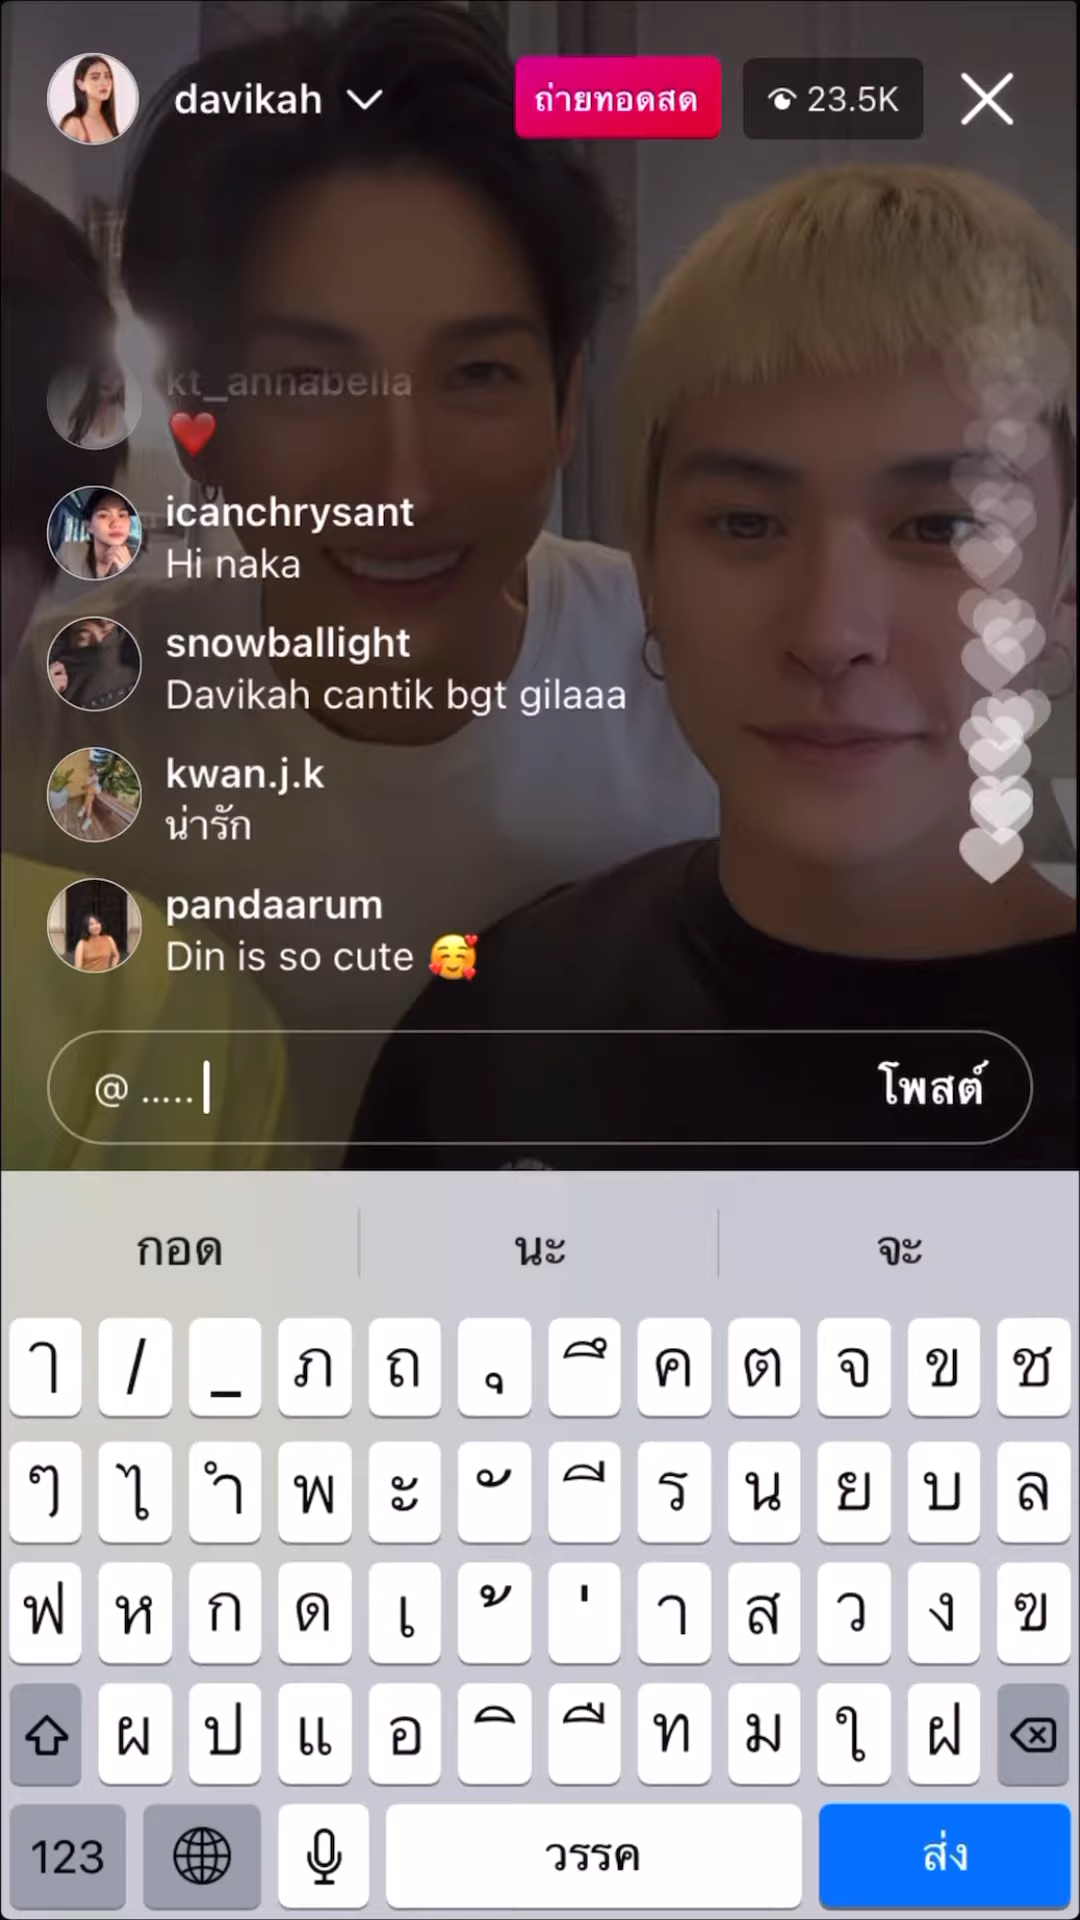 davikah
ถ่ายทอดสด
23.5K
kt_annabella
❤️
icanchrysant
Hi naka
snowballight
Davikah cantik bgt gilaaa
kwan.j.k
น่ารัก
pandaarum
Din is so cute 🥰
@ ..... โพสต์
กอด นะ จะ
ๅ / _ ภ ถ ุ ึ ค ต จ ข ช
ๆ ไ ำ พ ะ ั ี ร น ย บ ล
ฟ ห ก ด เ ้ ่ า ส ว ง ฃ
ผ ป แ อ ิ ื ท ม ใ ฝ
123 วรรค ส่ง